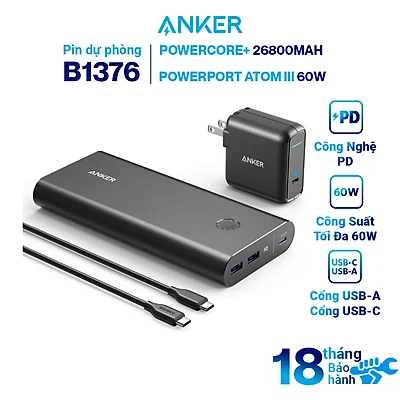 ANKER
Pin dự phòng
B1376
POWERCORE+ 26800MAH
POWERPORT ATOM III 60W
PD
Công Nghệ
PD
60W
Công Suất
Tối Đa 60W
USB-C
USB-A
Cổng USB-A
Cổng USB-C
ANKER
ANKER
18 tháng
Bảo
hành